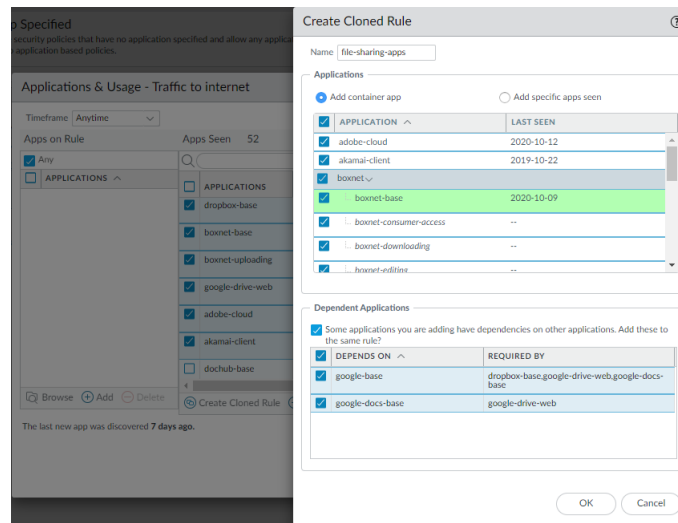 p Specified
security policies that have no application specified and allow any applica
application based policies.
Applications & Usage - Traffic to internet
Timeframe Anytime
Apps on Rule
Apps Seen 52
Any
APPLICATIONS
APPLICATIONS
dropbox-base
boxnet-base
boxnet-uploading
google-drive-web
adobe-cloud
akamai-client
dochub-base
Browse Add Delete
Create Cloned Rule
The last new app was discovered 7 days ago.
Create Cloned Rule
Name file-sharing-apps
Applications
Add container app
Add specific apps seen
APPLICATION LAST SEEN
adobe-cloud 2020-10-12
akamai-client 2019-10-22
boxnet
boxnet-base 2020-10-09
boxnet-consumer-access --
boxnet-downloading --
boxnet-editing --
Dependent Applications
Some applications you are adding have dependencies on other applications. Add these to
the same rule?
DEPENDS ON REQUIRED BY
google-base dropbox-base,google-drive-web,google-docs-
base
google-docs-base google-drive-web
OK Cancel